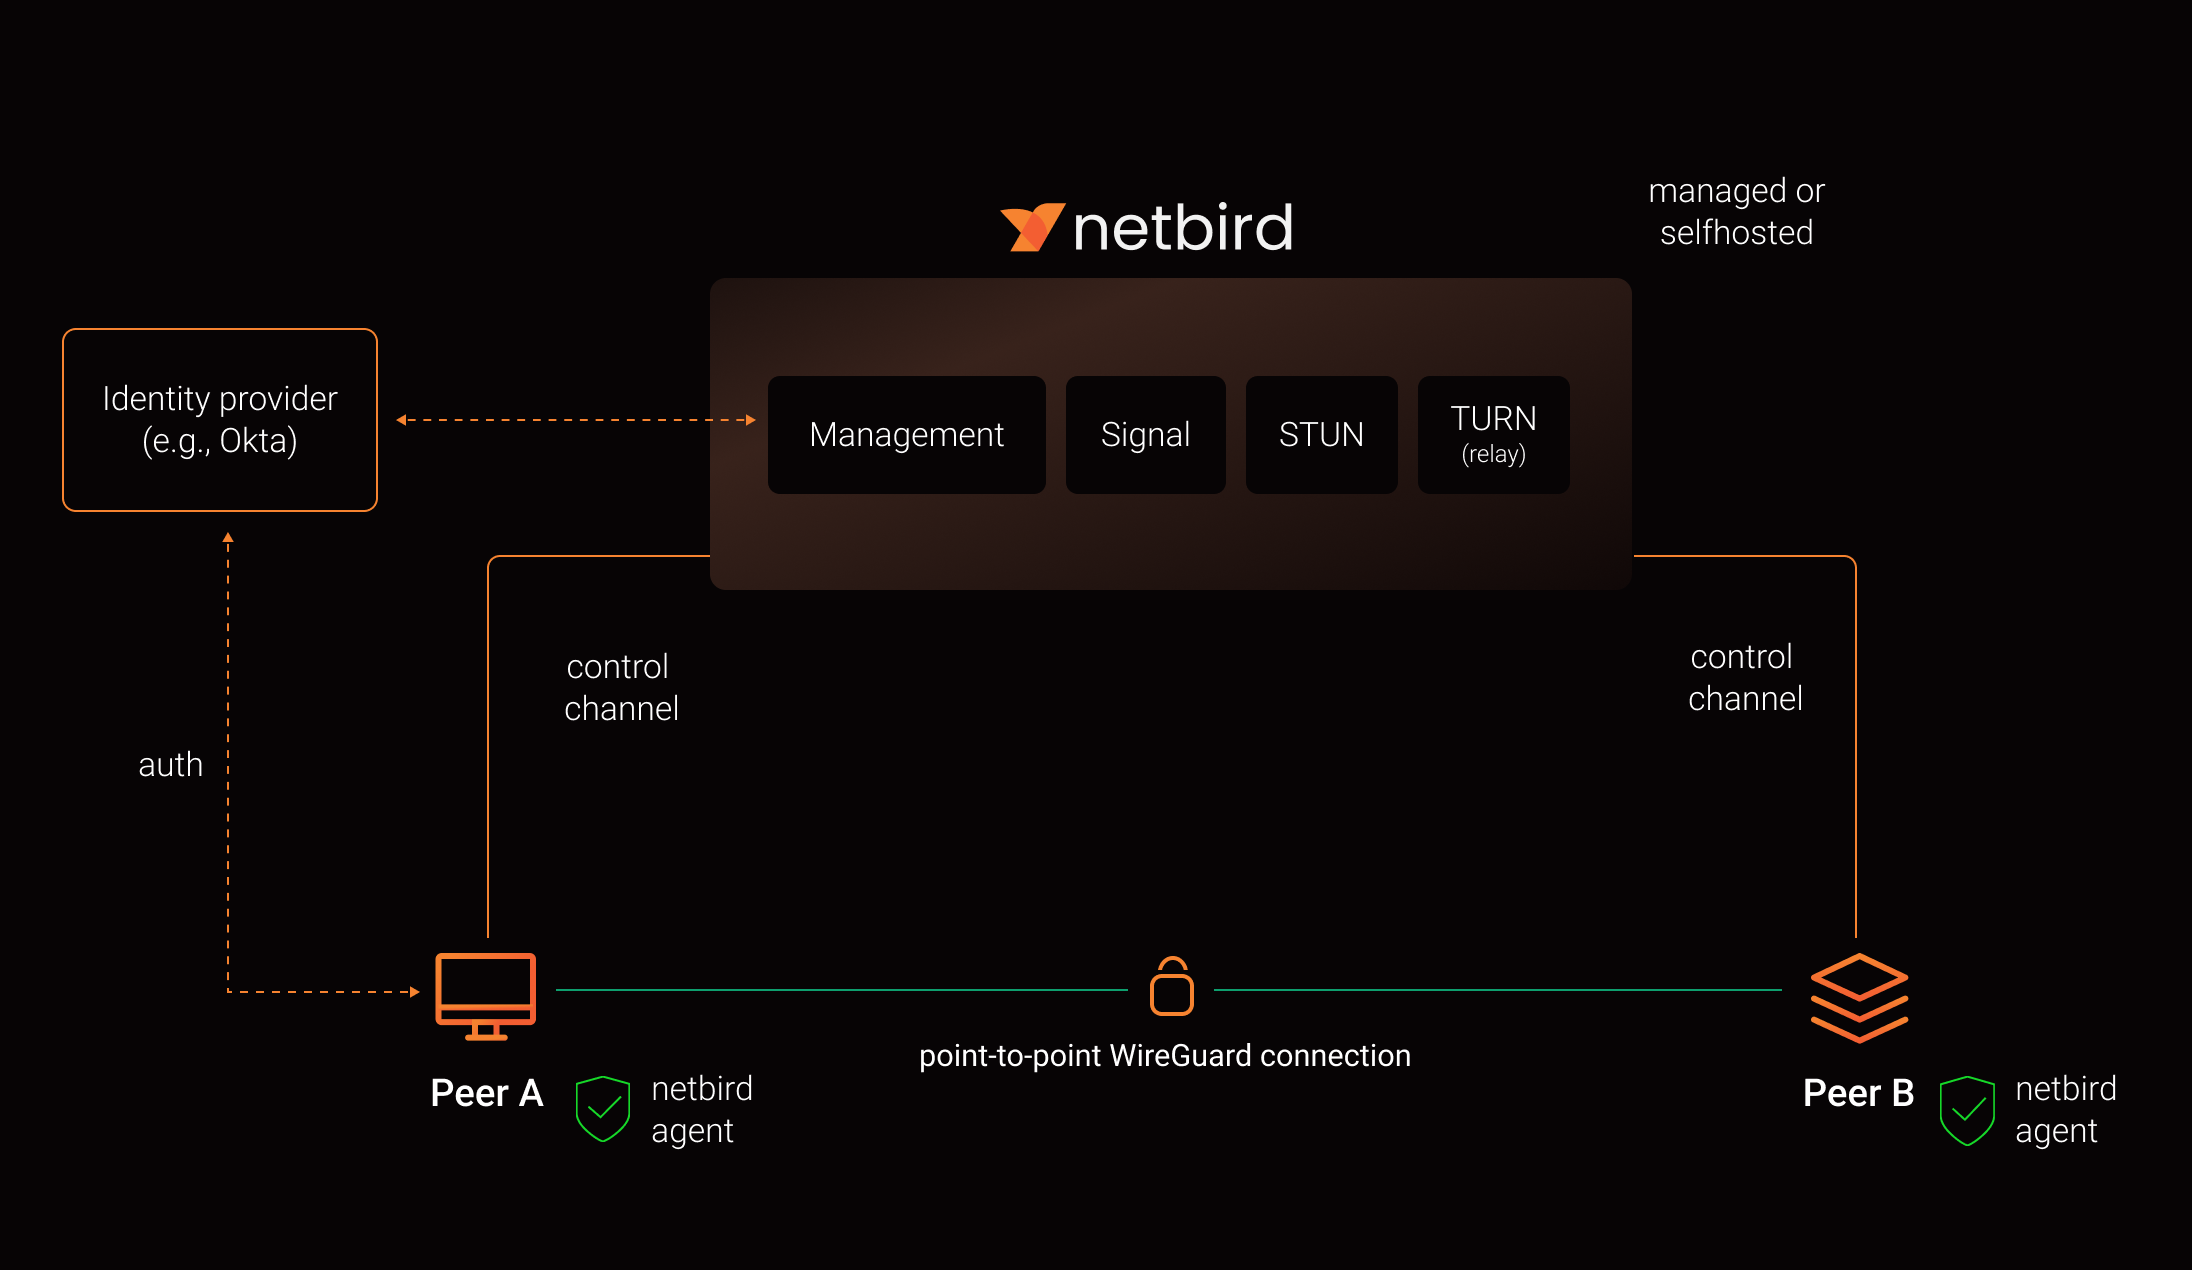 netbird
managed or
selfhosted
Identity provider
(e.g., Okta)
Management
Signal
STUN
TURN
(relay)
control
channel
control
channel
auth
point-to-point WireGuard connection
Peer A
netbird
agent
Peer B
netbird
agent